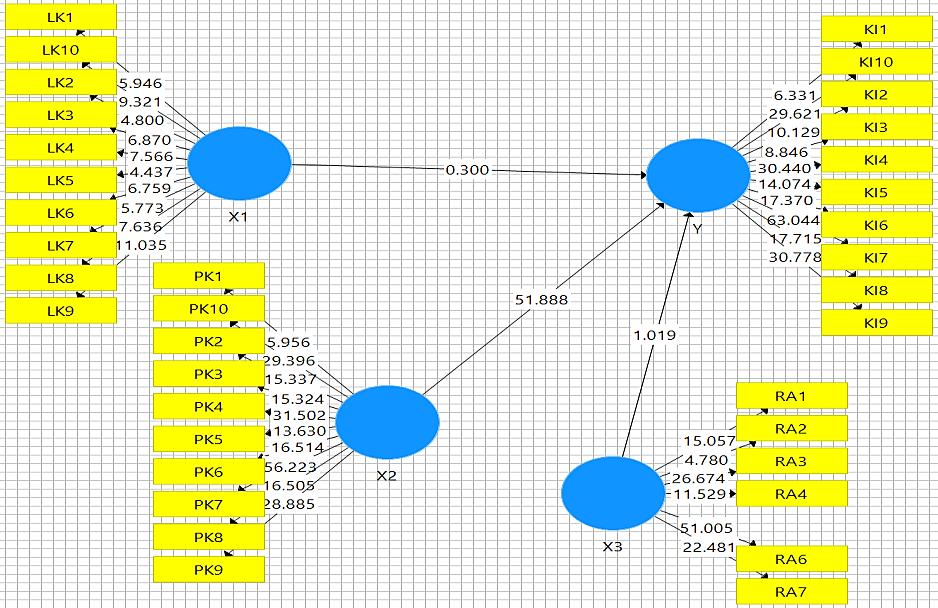 LK1
LK10
LK2
LK3
LK4
LK5
LK6
LK7
LK8
LK9
5.946
9.321
4.800
6.870
7.566
4.437
6.759
5.773
7.636
11.035
X1
0.300
KI1
KI10
KI2
KI3
KI4
KI5
KI6
KI7
KI8
KI9
6.331
29.621
10.129
8.846
30.440
14.074
17.370
63.044
17.715
30.778
Y
PK1
PK10
PK2
PK3
PK4
PK5
PK6
PK7
PK8
PK9
5.956
29.396
15.337
15.324
31.502
13.630
16.514
56.223
16.505
28.885
X2
51.888
1.019
RA1
RA2
RA3
RA4
RA6
RA7
15.057
4.780
26.674
11.529
51.005
22.481
X3